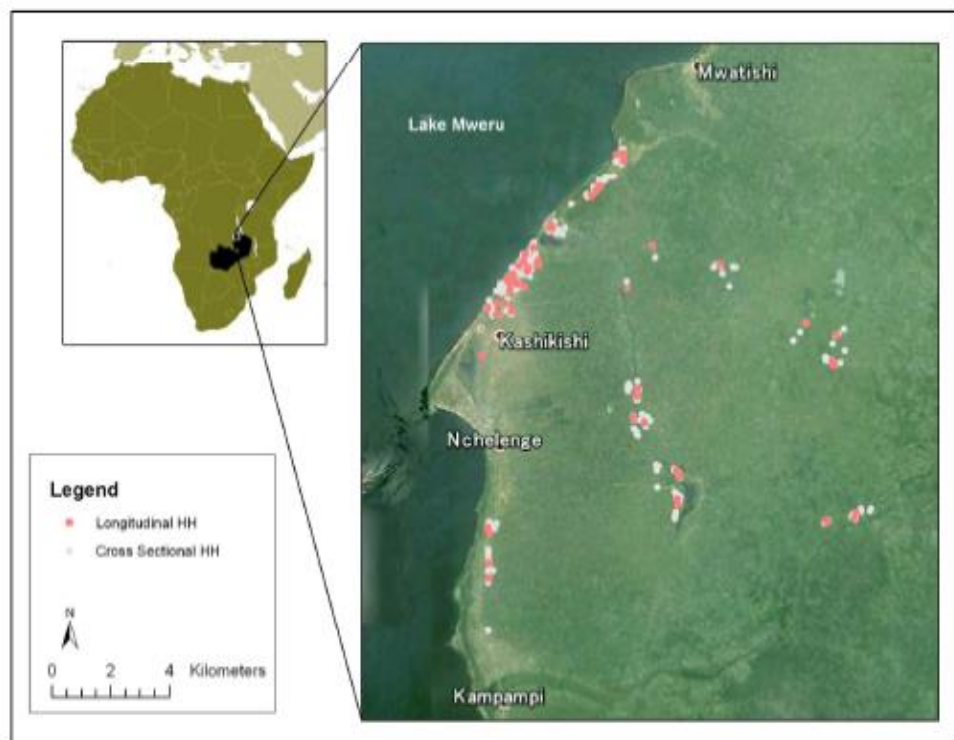 Mwatishi
Lake Mweru
Kashikishi
Nchelenge
Kampampi
Legend
Longitudinal HH
Cross Sectional HH
N
0 2 4 Kilometers